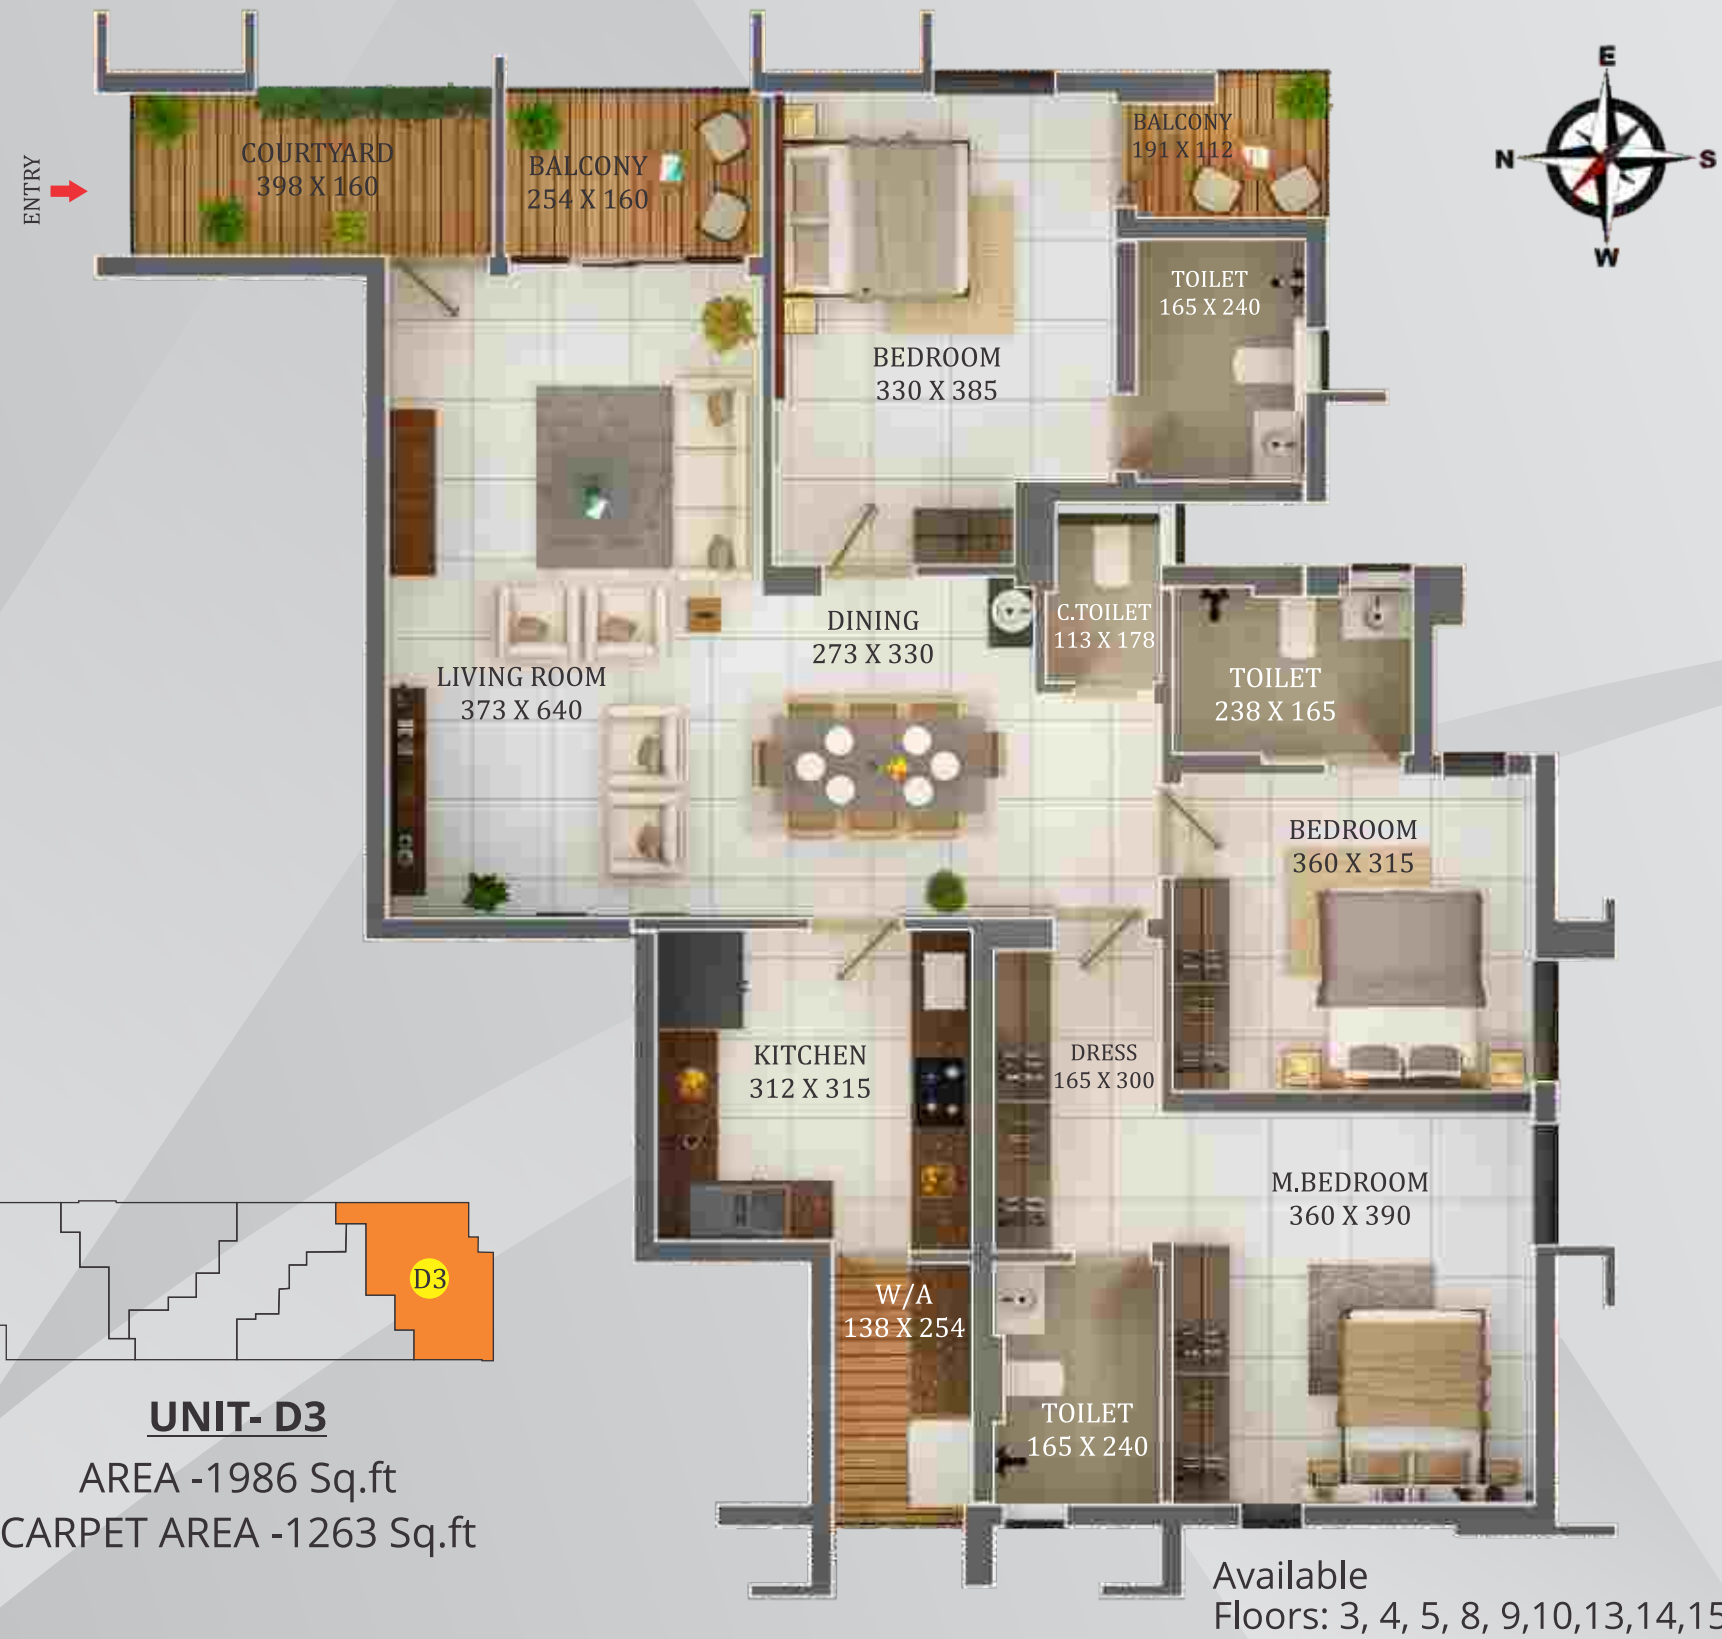 E
N
S
W
ENTRY
COURTYARD
398 X 160
BALCONY
254 X 160
BALCONY
191 X 112
TOILET
165 X 240
BEDROOM
330 X 385
DINING
273 X 330
C.TOILET
113 X 178
LIVING ROOM
373 X 640
TOILET
238 X 165
BEDROOM
360 X 315
KITCHEN
312 X 315
DRESS
165 X 300
M.BEDROOM
360 X 390
W/A
138 X 254
TOILET
165 X 240
D3
UNIT- D3
AREA -1986 Sq.ft
CARPET AREA -1263 Sq.ft
Available
Floors: 3, 4, 5, 8, 9,10,13,14,15